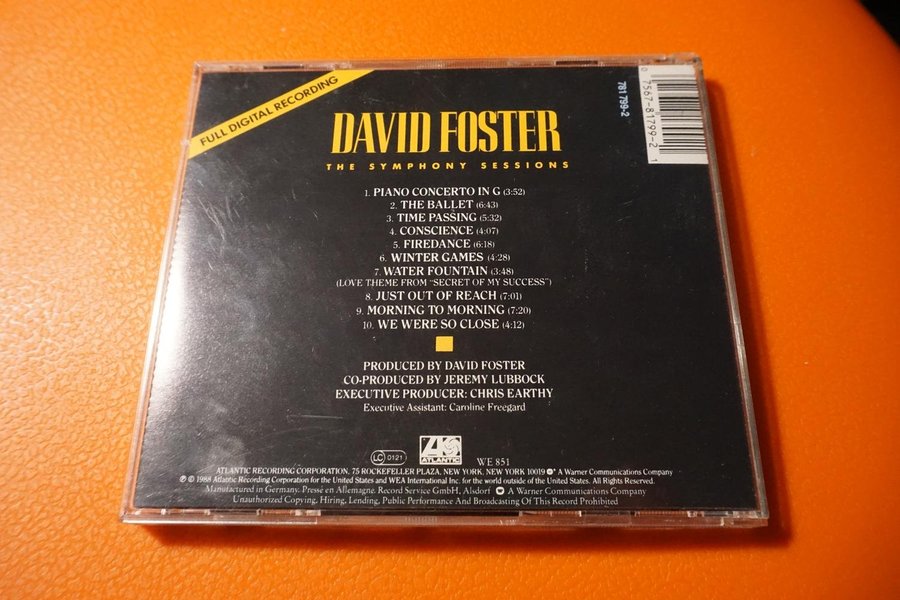 FULL DIGITAL RECORDING
DAVID FOSTER
THE SYMPHONY SESSIONS
781 799-2
0 7567-81799-2 1
1. PIANO CONCERTO IN G (3:52)
2. THE BALLET (6:43)
3. TIME PASSING (5:32)
4. CONSCIENCE (4:07)
5. FIREDANCE (6:18)
6. WINTER GAMES (4:28)
7. WATER FOUNTAIN (3:48)
(LOVE THEME FROM "SECRET OF MY SUCCESS")
8. JUST OUT OF REACH (7:01)
9. MORNING TO MORNING (7:20)
10. WE WERE SO CLOSE (4:12)
PRODUCED BY DAVID FOSTER
CO-PRODUCED BY JEREMY LUBBOCK
EXECUTIVE PRODUCER: CHRIS EARTHY
Executive Assistant: Caroline Freegard
LC 0121
ATLANTIC
WE 851
ATLANTIC RECORDING CORPORATION, 75 ROCKEFELLER PLAZA, NEW YORK, NEW YORK 10019 ®* A Warner Communications Company
℗ © 1988 Atlantic Recording Corporation for the United States and WEA International Inc. for the world outside of the United States. All Rights Reserved.
Manufactured in Germany. Pressé en Allemagne. Record Service GmbH, Alsdorf A Warner Communications Company
Unauthorized Copying, Hiring, Lending, Public Performance And Broadcasting Of This Record Prohibited